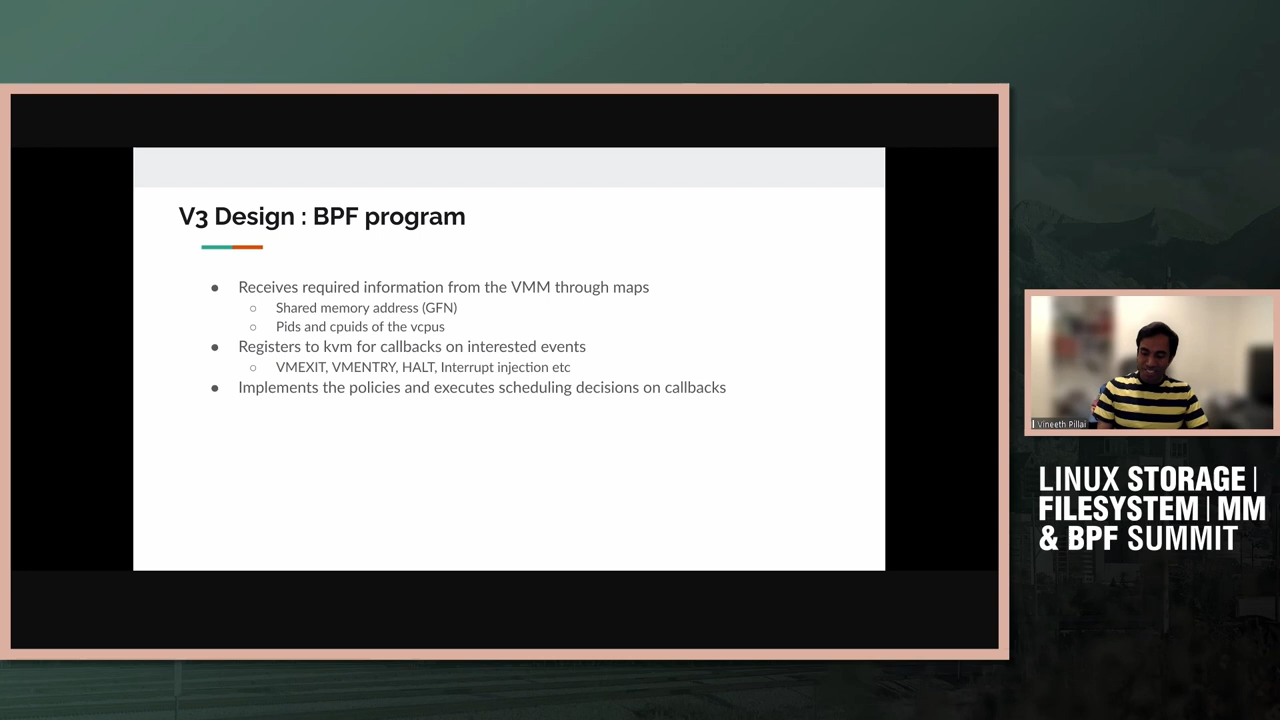 V3 Design : BPF program
● Receives required information from the VMM through maps
○ Shared memory address (GFN)
○ Pids and cpuids of the vcpus
● Registers to kvm for callbacks on interested events
○ VMEXIT, VMENTRY, HALT, Interrupt injection etc
● Implements the policies and executes scheduling decisions on callbacks
Vineeth Pillai
LINUX STORAGE |
FILESYSTEM | MM
& BPF SUMMIT